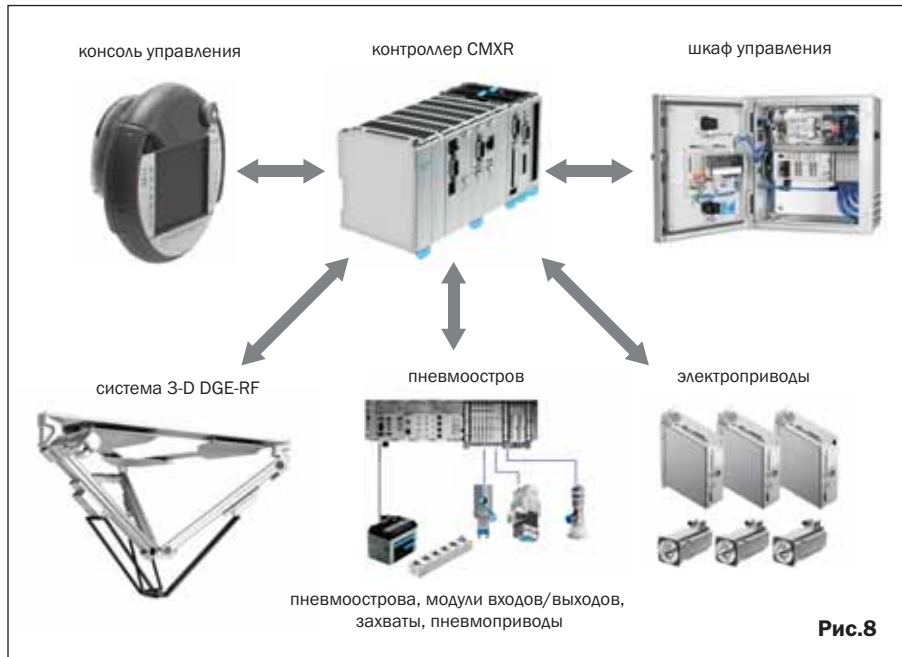 консоль управления
контроллер CMXR
шкаф управления
система 3-D DGE-RF
пневмоостров
электроприводы
пневмоострова, модули входов/выходов,
захваты, пневмоприводы
Рис.8